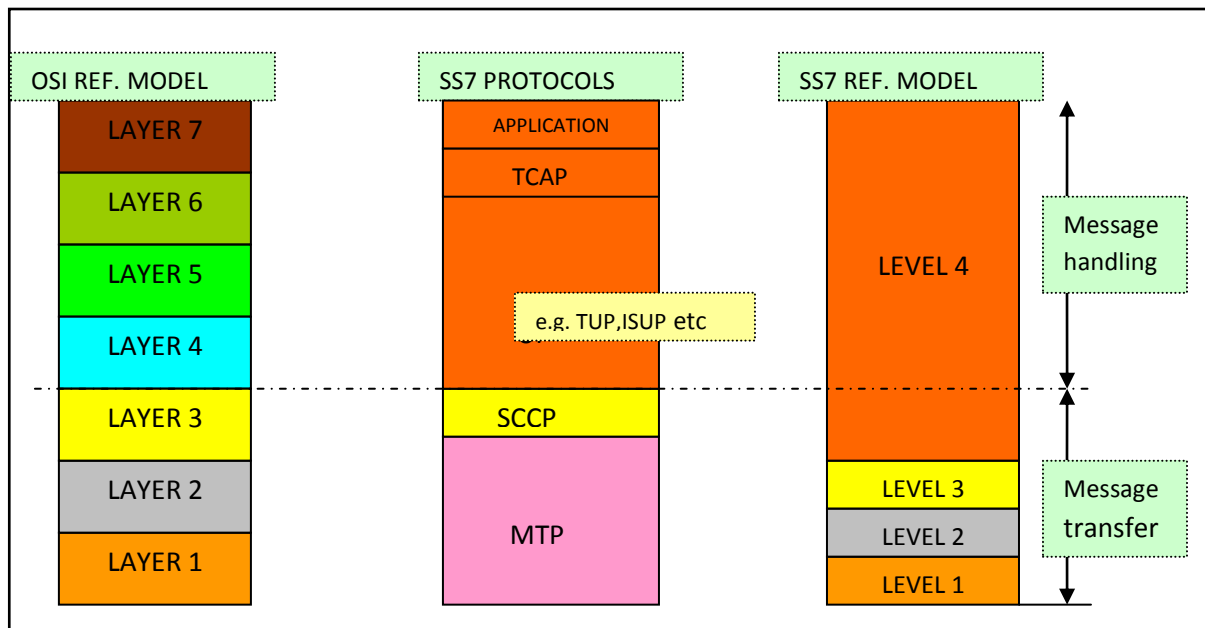 OSI REF. MODEL
LAYER 7
LAYER 6
LAYER 5
LAYER 4
LAYER 3
LAYER 2
LAYER 1
SS7 PROTOCOLS
APPLICATION
TCAP
e.g. TUP,ISUP etc
SCCP
MTP
SS7 REF. MODEL
LEVEL 4
LEVEL 3
LEVEL 2
LEVEL 1
Message
handling
Message
transfer